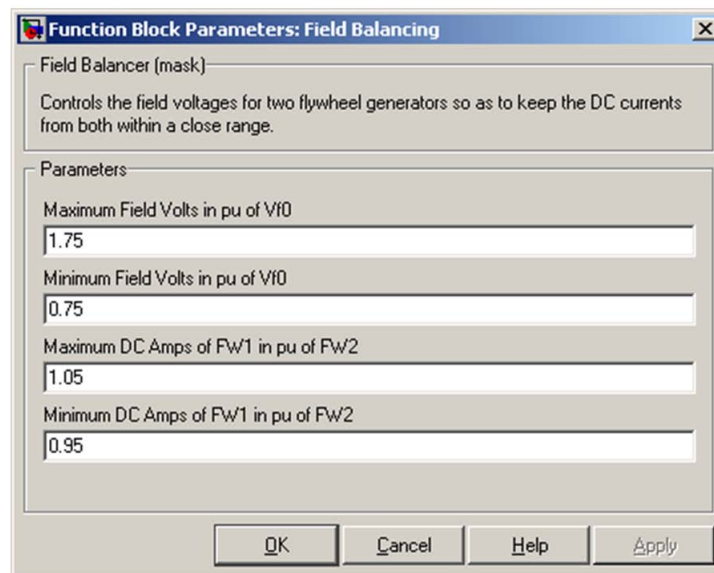 Function Block Parameters: Field Balancing
Field Balancer (mask)
Controls the field voltages for two flywheel generators so as to keep the DC currents
from both within a close range.
Parameters
Maximum Field Volts in pu of Vf0
1.75
Minimum Field Volts in pu of Vf0
0.75
Maximum DC Amps of FW1 in pu of FW2
1.05
Minimum DC Amps of FW1 in pu of FW2
0.95
OK Cancel Help Apply